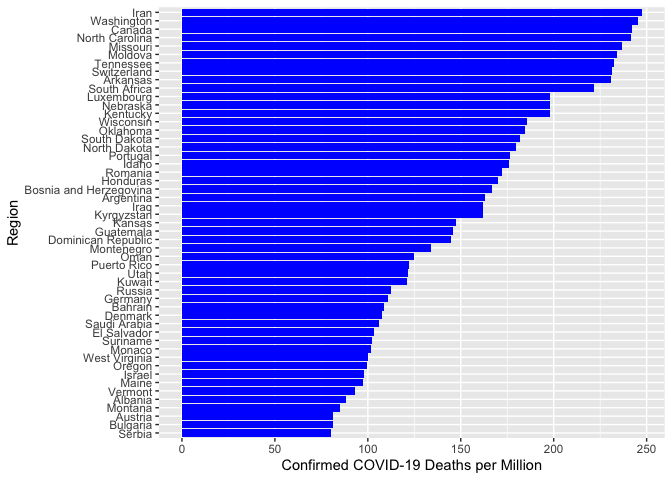 Iran
Washington
Canada
North Carolina
Missouri
Moldova
Tennessee
Switzerland
Arkansas
South Africa
Luxembourg
Nebraska
Kentucky
Wisconsin
Oklahoma
South Dakota
North Dakota
Portugal
Idaho
Romania
Honduras
Bosnia and Herzegovina
Argentina
Iraq
Kyrgyzstan
Kansas
Guatemala
Dominican Republic
Montenegro
Oman
Puerto Rico
Utah
Kuwait
Russia
Germany
Bahrain
Denmark
Saudi Arabia
El Salvador
Suriname
Monaco
West Virginia
Oregon
Israel
Maine
Vermont
Albania
Montana
Austria
Bulgaria
Serbia
Region
0 50 100 150 200 250
Confirmed COVID-19 Deaths per Million